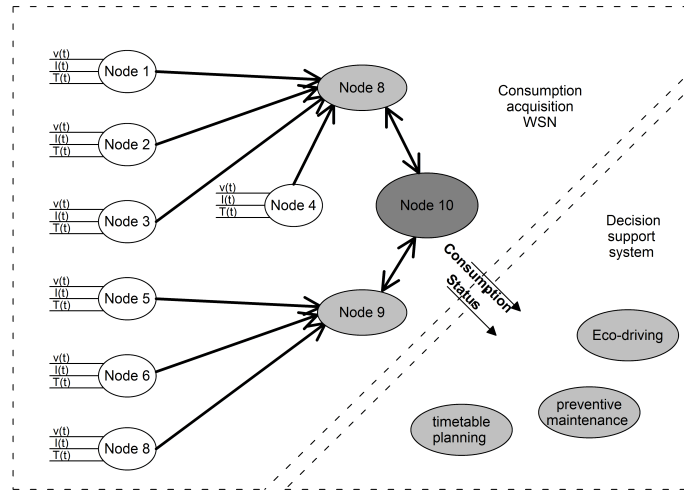 v(t)
I(t)
T(t)
Node 1
Node 8
Consumption
acquisition
WSN
v(t)
I(t)
T(t)
Node 2
v(t)
I(t)
T(t)
Node 3
v(t)
I(t)
T(t)
Node 4
Node 10
Decision
support
system
Consumption
Status
v(t)
I(t)
T(t)
Node 5
Node 9
Eco-driving
v(t)
I(t)
T(t)
Node 6
preventive
maintenance
timetable
planning
v(t)
I(t)
T(t)
Node 8